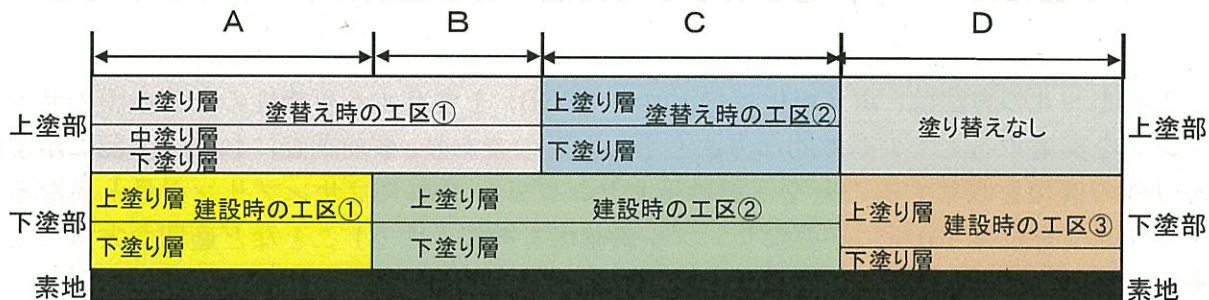 A
B
C
D
上塗部
上塗り層
塗替え時の工区①
中塗り層
下塗り層
上塗り層
塗替え時の工区②
下塗り層
塗り替えなし
上塗部
下塗部
上塗り層
建設時の工区①
下塗り層
上塗り層
建設時の工区②
下塗り層
上塗り層
建設時の工区③
下塗り層
下塗部
素地
素地